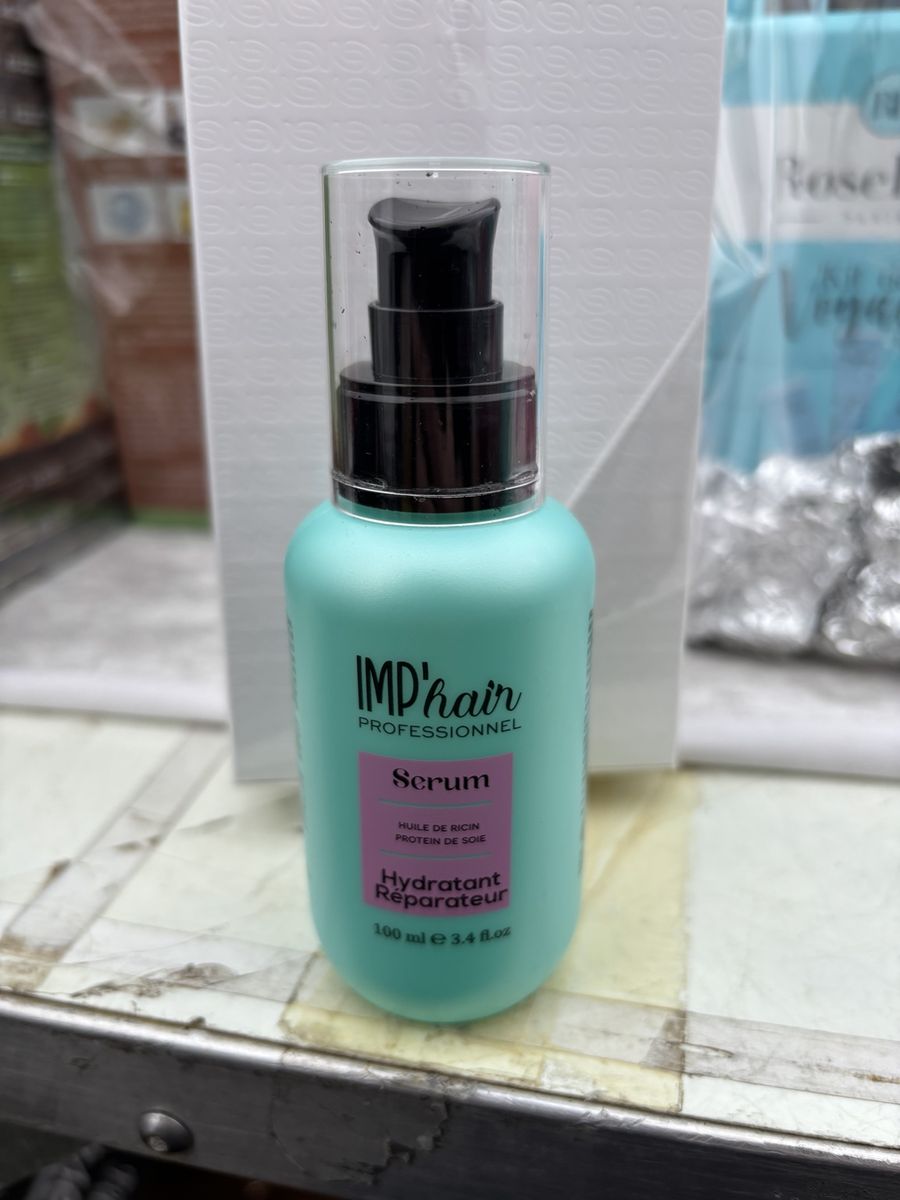 IMP'hair
PROFESSIONNEL
Serum
HUILE DE RICIN
PROTEIN DE SOIE
Hydratant
Réparateur
100 ml e 3.4 fl.oz